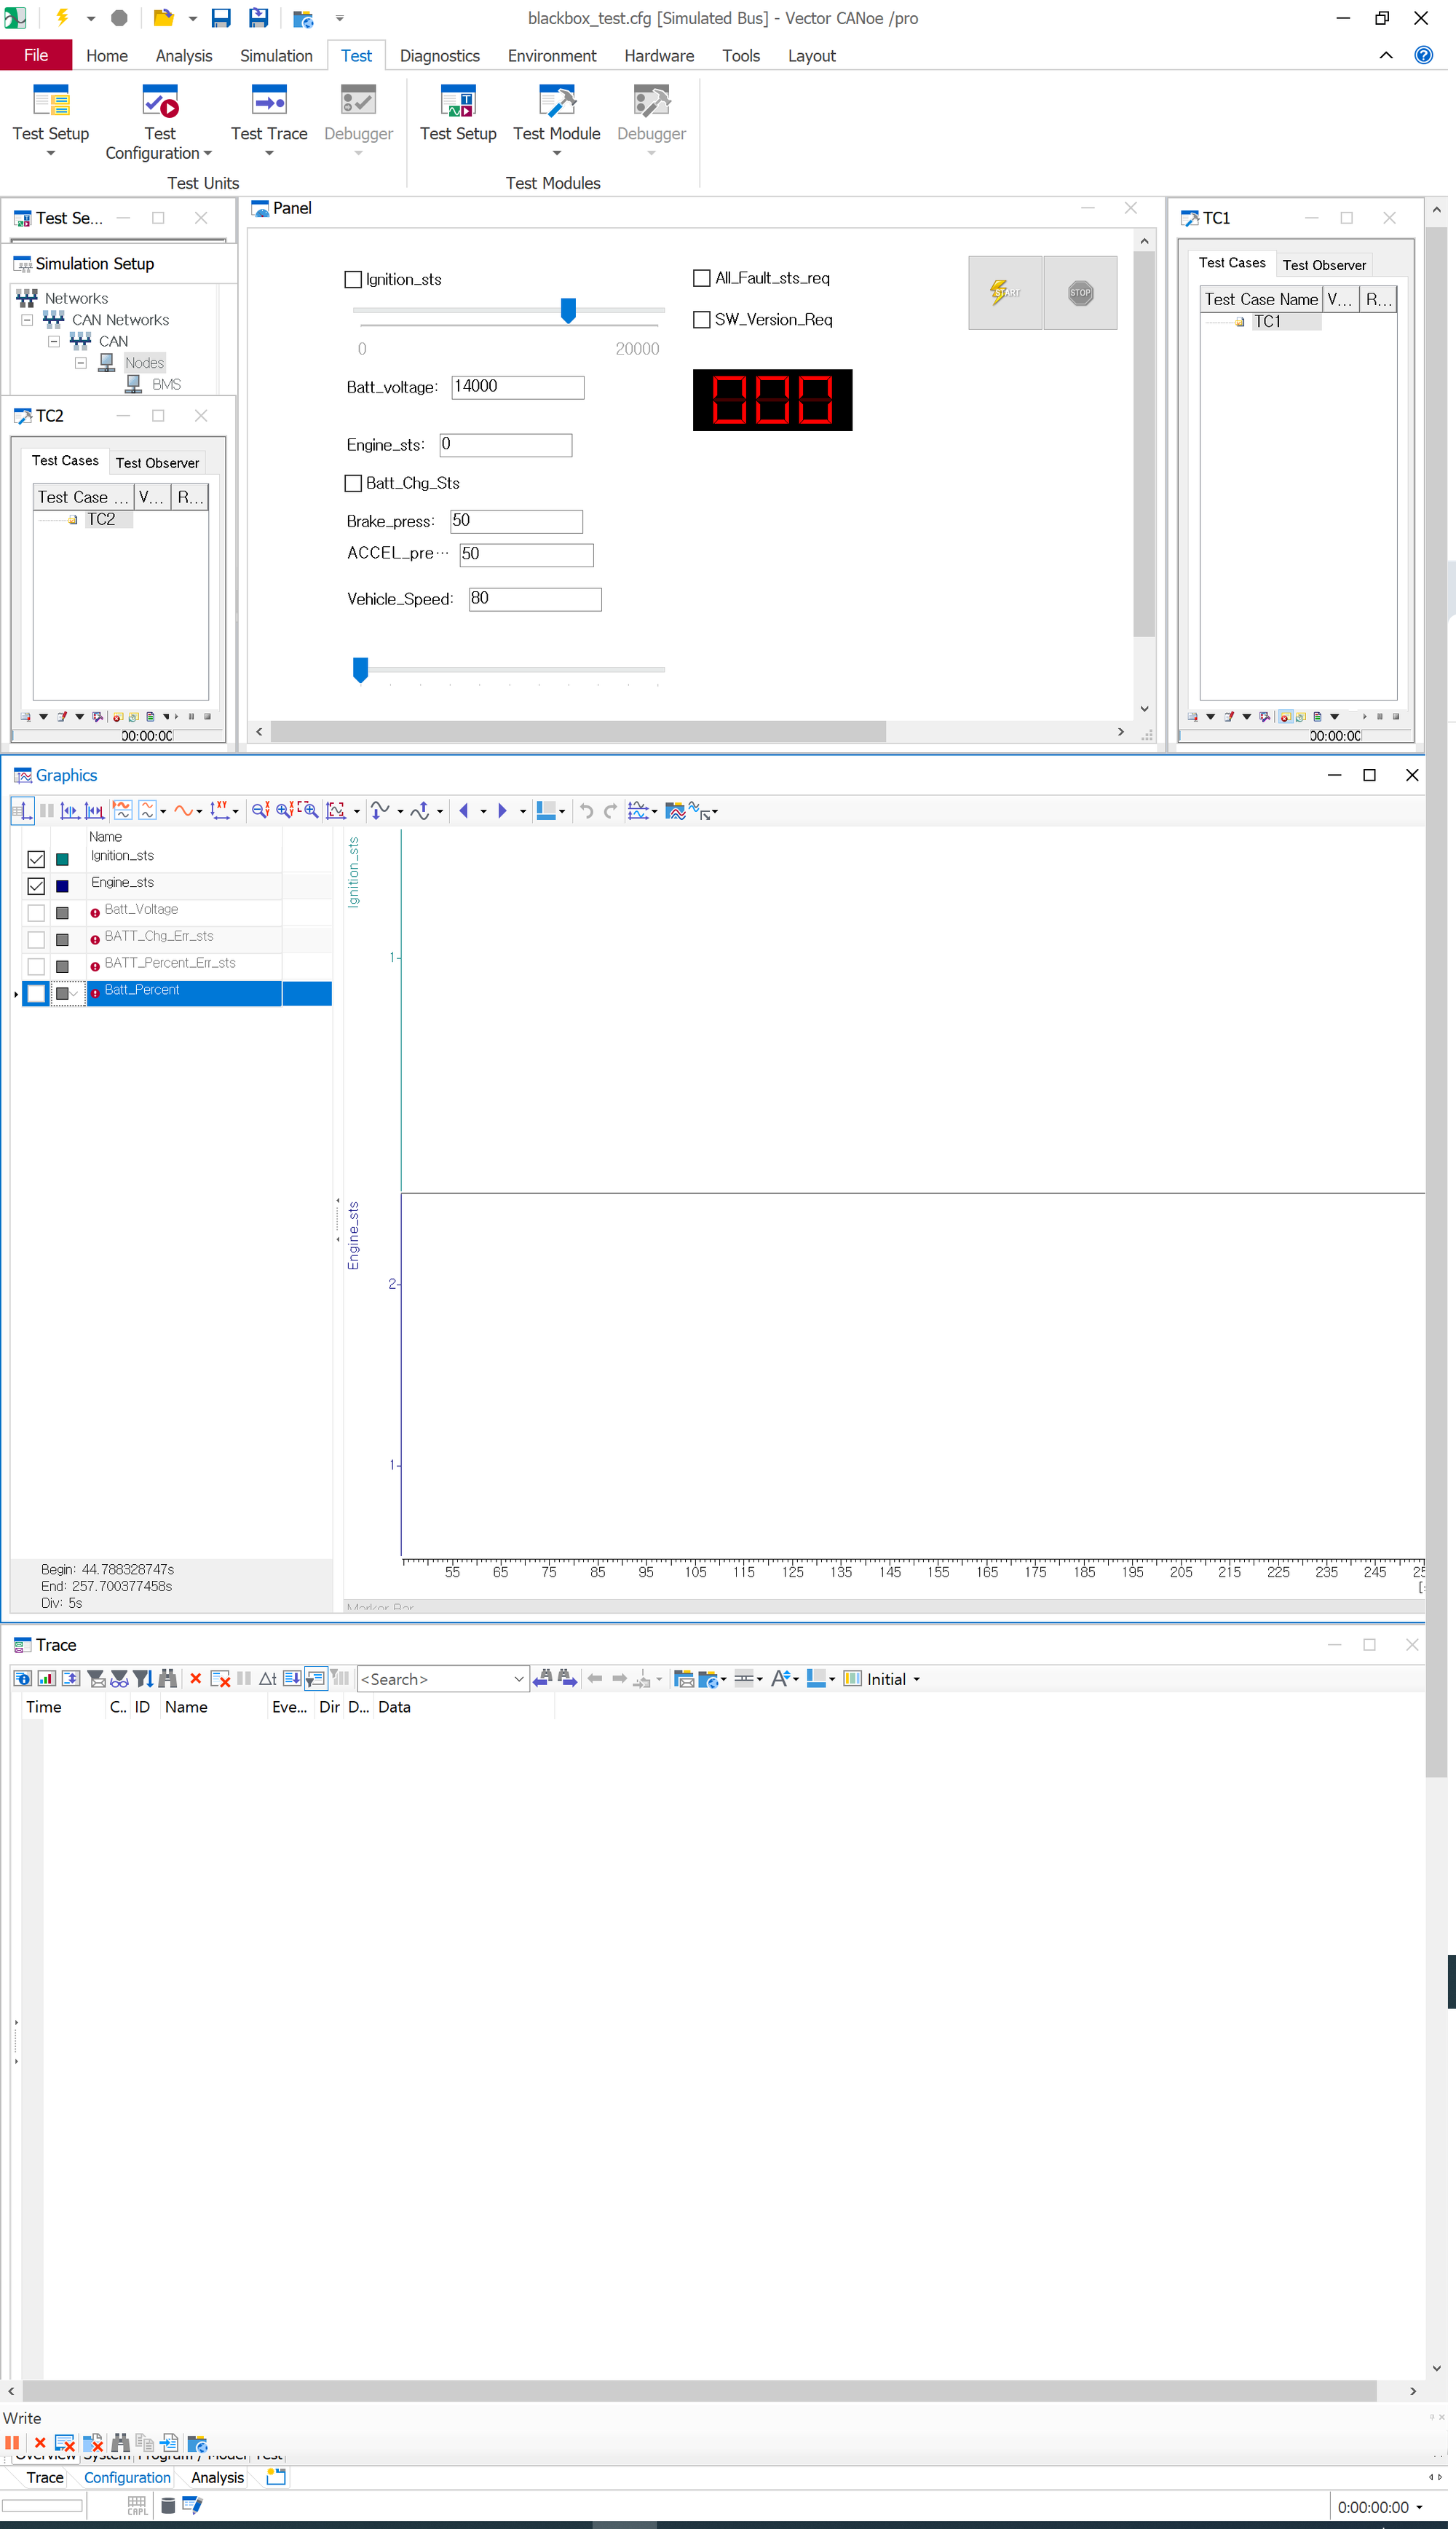 blackbox_test.cfg [Simulated Bus] - Vector CANoe /pro
File Home Analysis Simulation Test Diagnostics Environment Hardware Tools Layout
Test Setup
Test Configuration
Test Trace
Debugger
Test Setup
Test Module
Debugger
Test Units
Test Modules
Test Se...
Simulation Setup
Networks
CAN Networks
CAN
Nodes
BMS
TC2
Test Cases Test Observer
Test Case ... V... R...
TC2
00:00:00
Panel
Ignition_sts
0 20000
Batt_voltage: 14000
Engine_sts: 0
Batt_Chg_Sts
Brake_press: 50
ACCEL_pre... 50
Vehicle_Speed: 80
All_Fault_sts_req
SW_Version_Req
000
START
STOP
TC1
Test Cases Test Observer
Test Case Name V... R...
TC1
00:00:00
Graphics
Name
Ignition_sts
Engine_sts
Batt_Voltage
BATT_Chg_Err_sts
BATT_Percent_Err_sts
Batt_Percent
Ignition_sts
1
Engine_sts
2
1
55 65 75 85 95 105 115 125 135 145 155 165 175 185 195 205 215 225 235 245
Begin: 44.788328747s
End: 257.700377458s
Div: 5s
Marker Bar
Trace
<Search>
Initial
Time C.. ID Name Eve... Dir D... Data
Write
Overview System Program / Model Test
Trace Configuration Analysis
CAPL
0:00:00:00